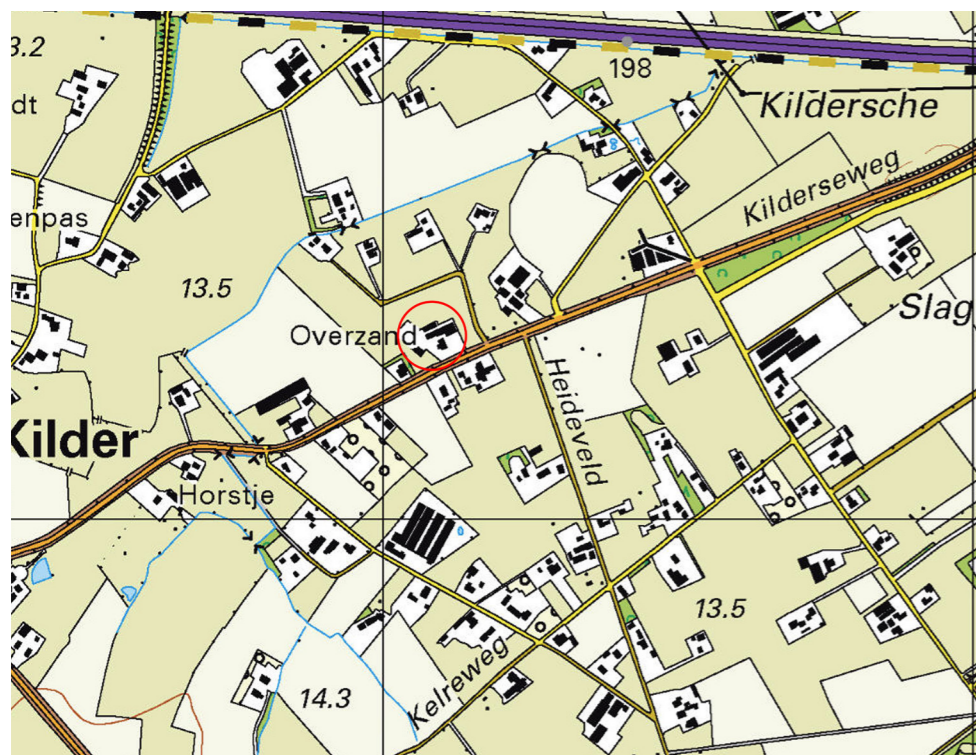 3.2
198
Kildersche
dt
Kilderseweg
enpas
13.5
Slag
Overzand
Heideveld
Kilder
Horstje
13.5
14.3
Kelreweg